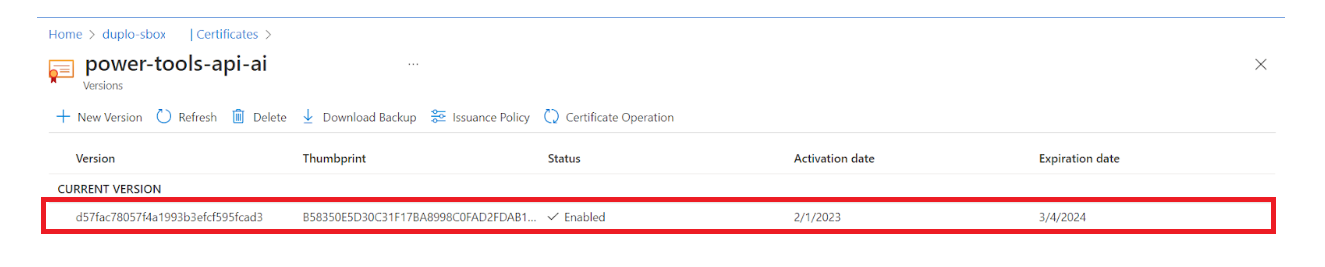 Home > duplo-sbox | Certificates >
power-tools-api-ai ...
Versions
New Version Refresh Delete Download Backup Issuance Policy Certificate Operation
Version Thumbprint Status Activation date Expiration date
CURRENT VERSION
d57fac78057f4a1993b3efcf595fcad3 B58350E5D30C31F17BA8998C0FAD2FDAB1... Enabled 2/1/2023 3/4/2024